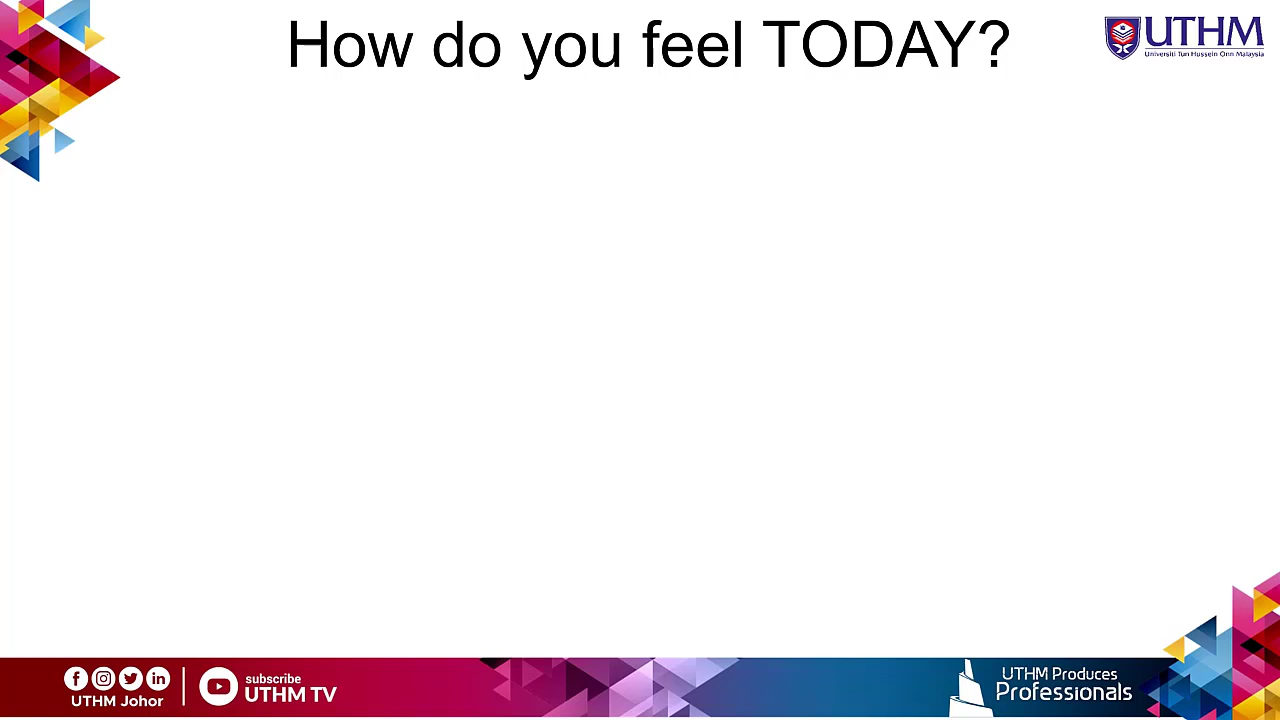 How do you feel TODAY?
UTHM
Universiti Tun Hussein Onn Malaysia
UTHM Johor
subscribe
UTHM TV
UTHM Produces
Professionals